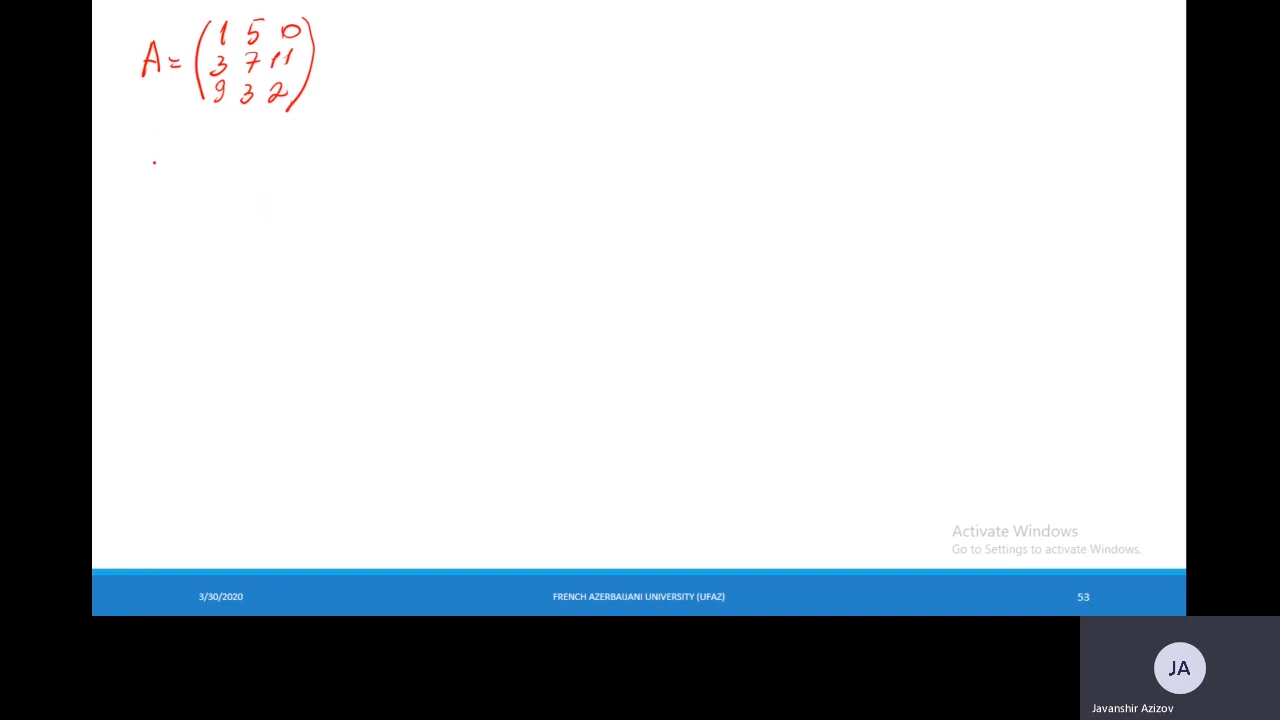 A = ( 1 5 0
3 7 11
9 3 2 )
Activate Windows
Go to Settings to activate Windows.
3/30/2020 FRENCH AZERBAIJANI UNIVERSITY (UFAZ) 53
JA
Javanshir Azizov